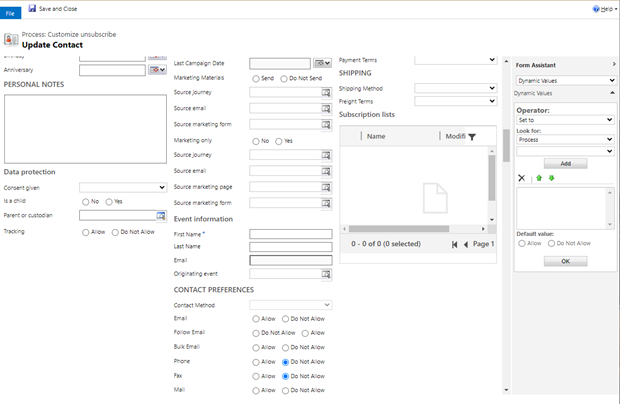 File
Save and Close
Help
Process: Customize unsubscribe
Update Contact
Anniversary
PERSONAL NOTES
Data protection
Consent given
Is a child
No
Yes
Parent or custodian
Tracking
Allow
Do Not Allow
Last Campaign Date
Marketing Materials
Send
Do Not Send
Source Journey
Source email
Source marketing form
Marketing only
No
Yes
Source journey
Source email
Source marketing page
Source marketing form
Event information
First Name *
Last Name
Email
Originating event
CONTACT PREFERENCES
Contact Method
Email
Allow
Do Not Allow
Follow Email
Do Not Allow
Allow
Bulk Email
Allow
Do Not Allow
Phone
Allow
Do Not Allow
Fax
Allow
Do Not Allow
Mail
Allow
Do Not Allow
Payment Terms
SHIPPING
Shipping Method
Freight Terms
Subscription lists
Name
Modifi
0 - 0 of 0 (0 selected)
Page 1
Form Assistant
Dynamic Values
Dynamic Values
Operator:
Set to
Look for:
Process
Add
Default value:
Allow
Do Not Allow
OK